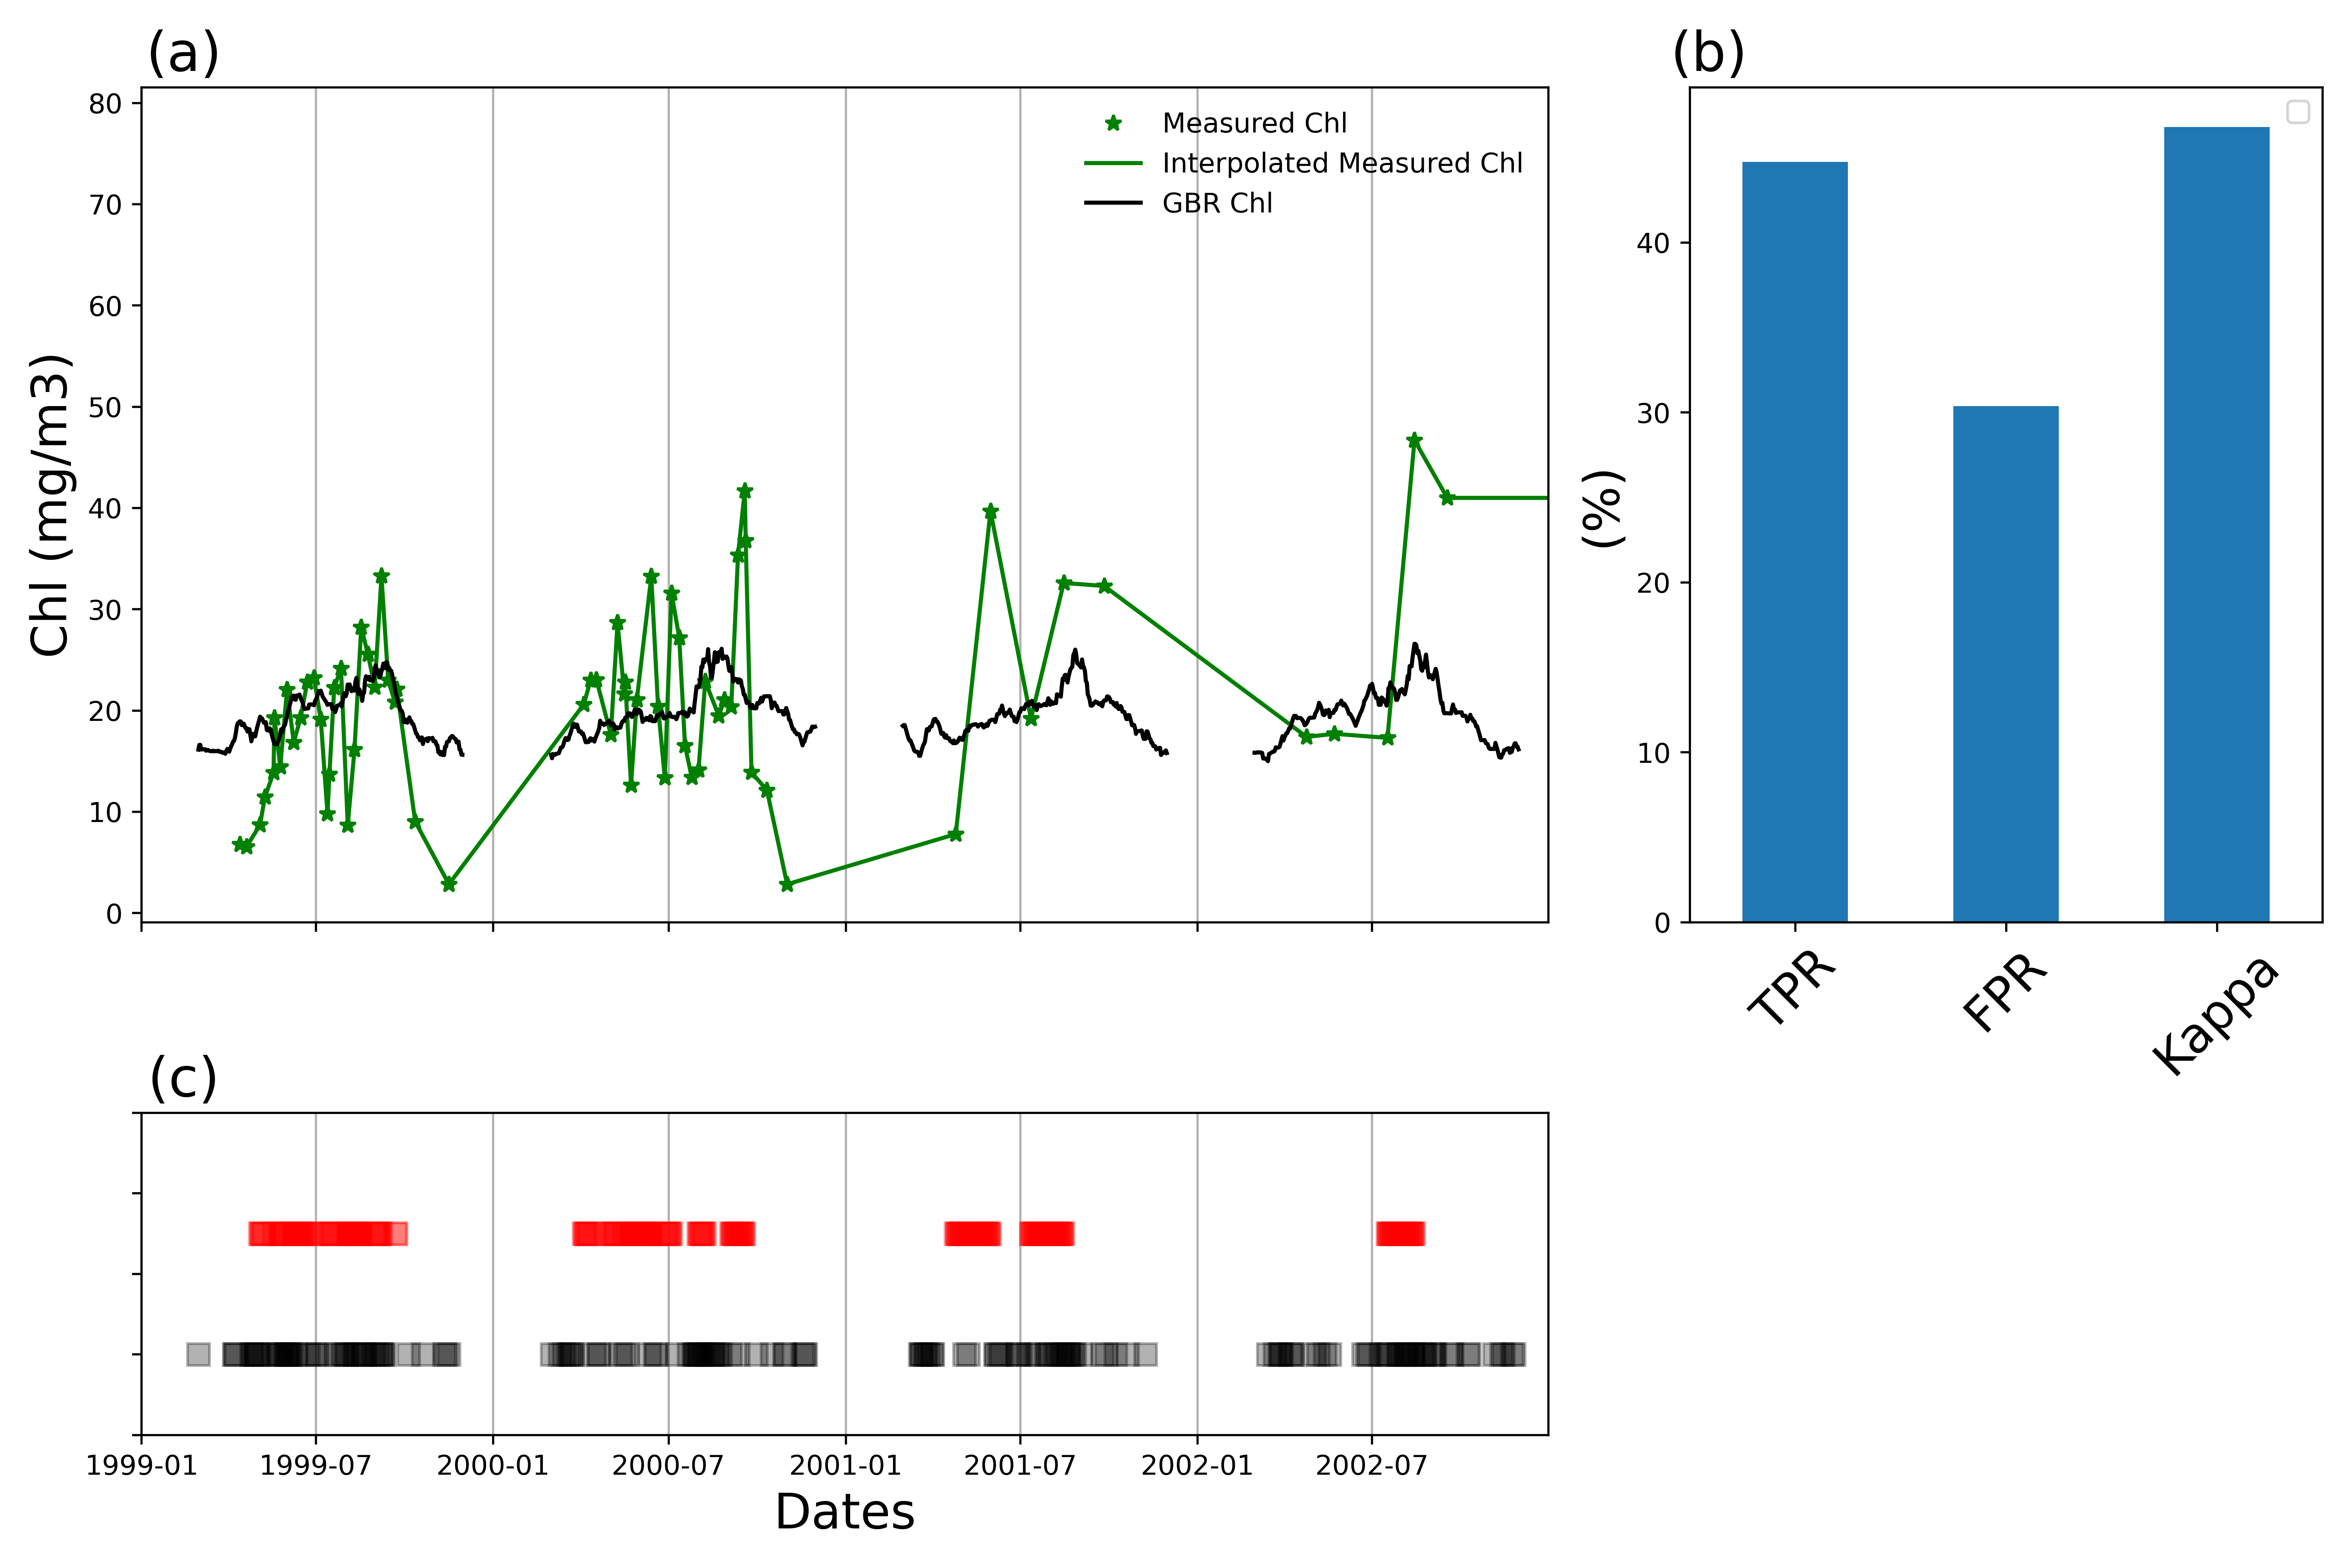 (a)
80
70
60
50
40
30
20
10
0
Chl (mg/m3)
Measured Chl
Interpolated Measured Chl
GBR Chl
(b)
40
30
20
10
0
(%)
TPR
FPR
Kappa
(c)
1999-01
1999-07
2000-01
2000-07
2001-01
2001-07
2002-01
2002-07
Dates